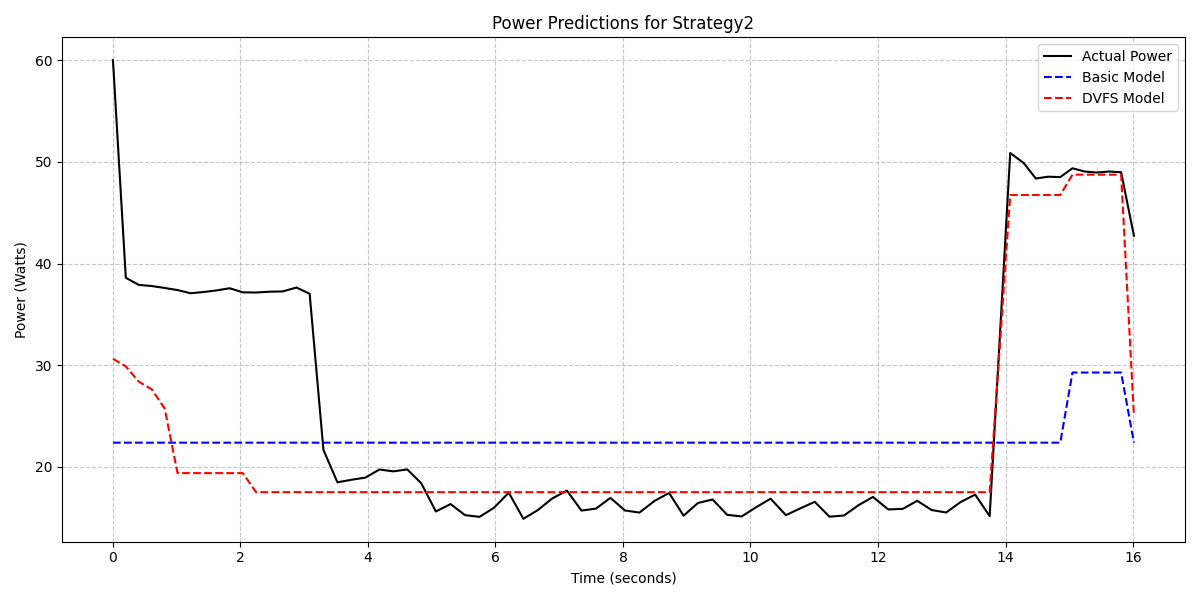 Power Predictions for Strategy2
Actual Power
Basic Model
DVFS Model
Power (Watts)
60
50
40
30
20
0 2 4 6 8 10 12 14 16
Time (seconds)